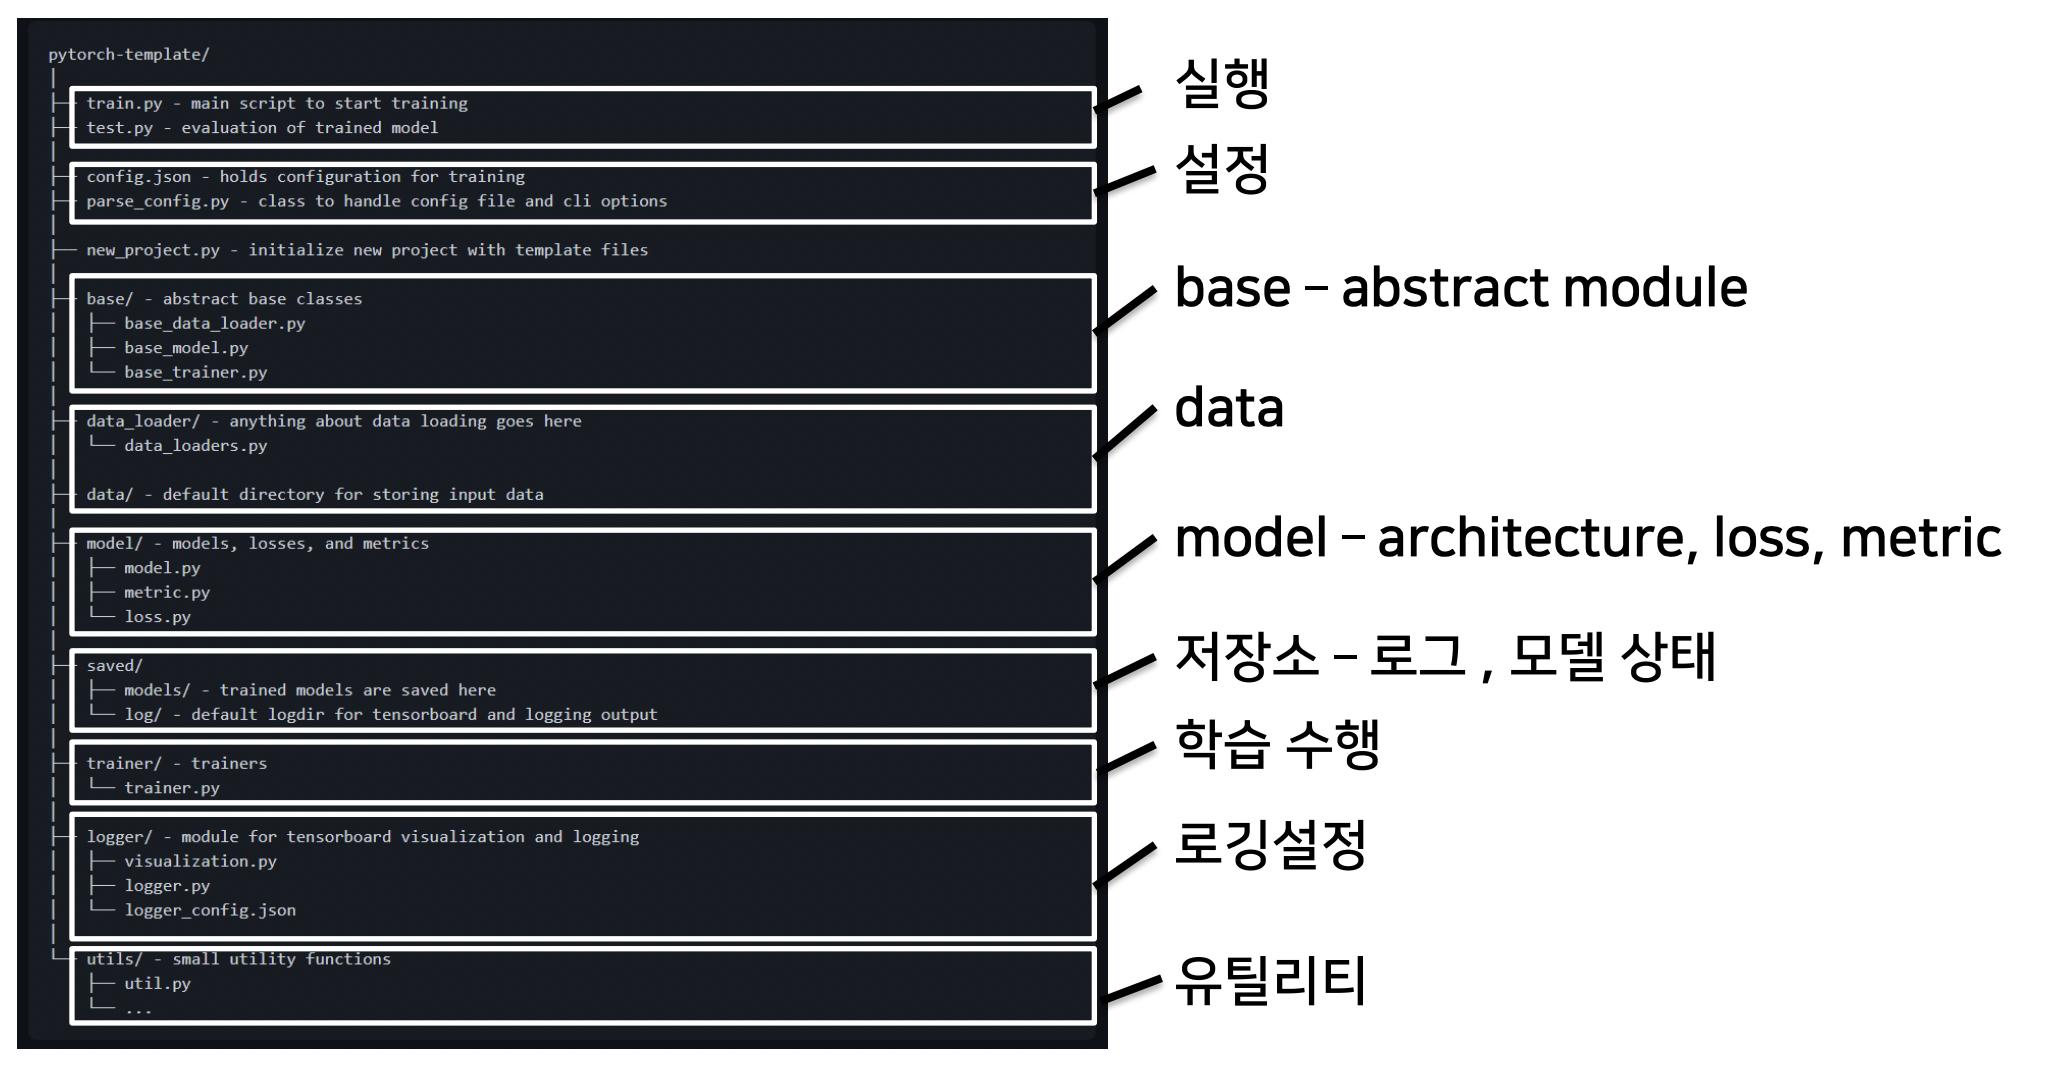 pytorch-template/
│
├── train.py - main script to start training
├── test.py - evaluation of trained model
│
├── config.json - holds configuration for training
├── parse_config.py - class to handle config file and cli options
│
├── new_project.py - initialize new project with template files
│
├── base/ - abstract base classes
│   ├── base_data_loader.py
│   ├── base_model.py
│   └── base_trainer.py
│
├── data_loader/ - anything about data loading goes here
│   └── data_loaders.py
│
├── data/ - default directory for storing input data
│
├── model/ - models, losses, and metrics
│   ├── model.py
│   ├── metric.py
│   └── loss.py
│
├── saved/
│   ├── models/ - trained models are saved here
│   └── log/ - default logdir for tensorboard and logging output
│
├── trainer/ - trainers
│   └── trainer.py
│
├── logger/ - module for tensorboard visualization and logging
│   ├── visualization.py
│   ├── logger.py
│   └── logger_config.json
│
└── utils/ - small utility functions
    ├── util.py
    └── ...
실행
설정
base – abstract module
data
model – architecture, loss, metric
저장소 – 로그 , 모델 상태
학습 수행
로깅설정
유틸리티